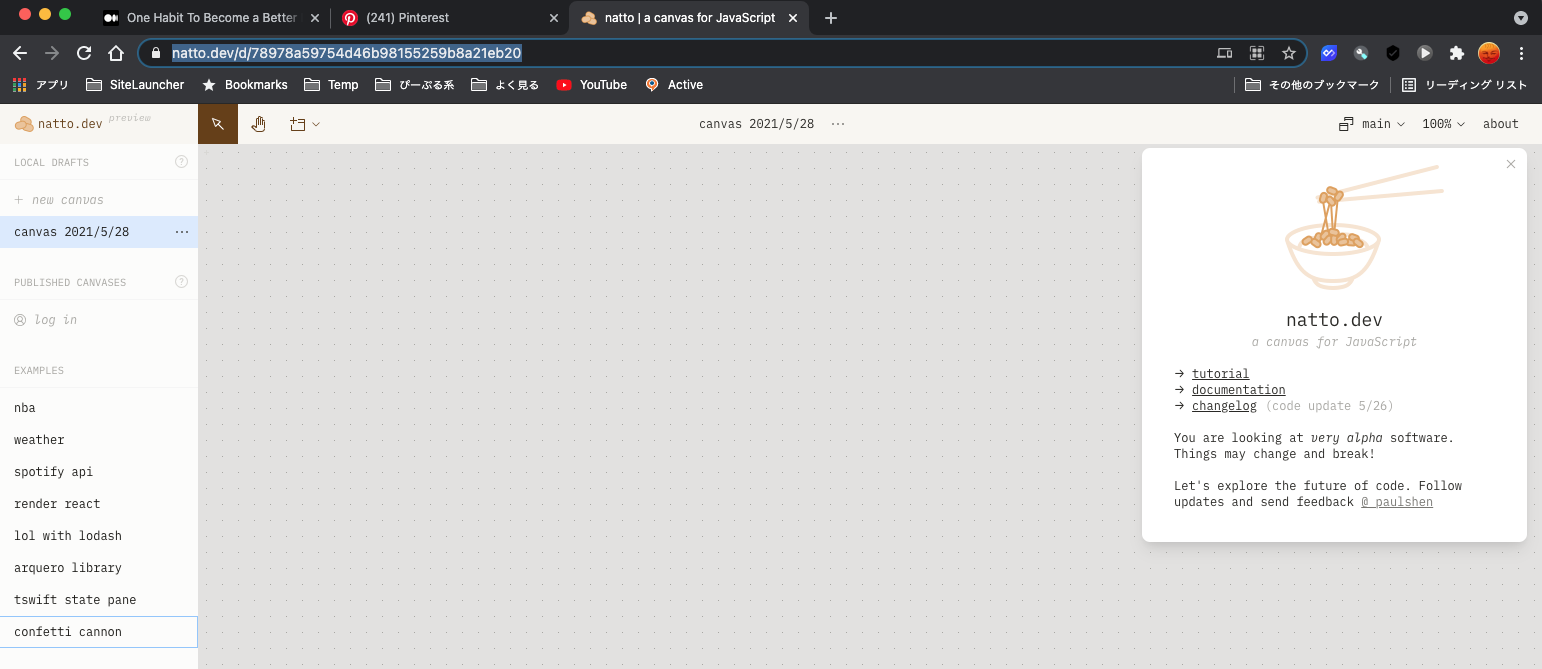 One Habit To Become a Better
(241) Pinterest
natto | a canvas for JavaScript
natto.dev/d/78978a59754d46b98155259b8a21eb20
アプリ SiteLauncher Bookmarks Temp ぴーぷる系 よく見る YouTube Active その他のブックマーク リーディング リスト
natto.dev preview
canvas 2021/5/28 ...
main 100% about
LOCAL DRAFTS ?
+ new canvas
canvas 2021/5/28 ...
PUBLISHED CANVASES ?
log in
EXAMPLES
nba
weather
spotify api
render react
lol with lodash
arquero library
tswift state pane
confetti cannon
natto.dev
a canvas for JavaScript
→ tutorial
→ documentation
→ changelog (code update 5/26)
You are looking at very alpha software.
Things may change and break!
Let's explore the future of code. Follow
updates and send feedback @_paulshen